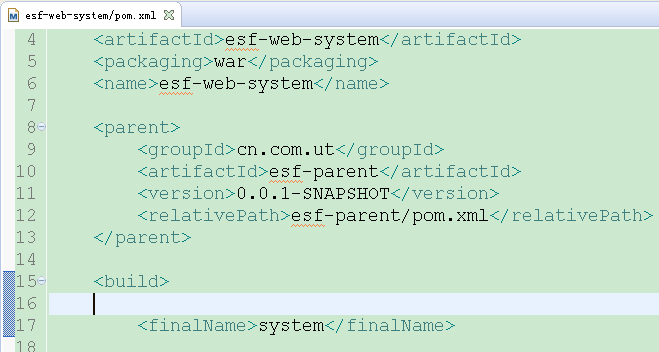 esf-web-system/pom.xml
4 <artifactId>esf-web-system</artifactId>
5 <packaging>war</packaging>
6 <name>esf-web-system</name>
7
8 <parent>
9 <groupId>cn.com.ut</groupId>
10 <artifactId>esf-parent</artifactId>
11 <version>0.0.1-SNAPSHOT</version>
12 <relativePath>esf-parent/pom.xml</relativePath>
13 </parent>
14
15 <build>
16
17 <finalName>system</finalName>
18